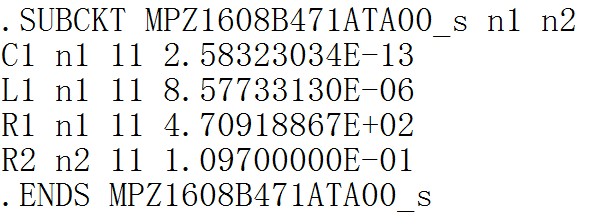 .SUBCKT MPZ1608B471ATA00_s n1 n2
C1 n1 11 2.58323034E-13
L1 n1 11 8.57733130E-06
R1 n1 11 4.70918867E+02
R2 n2 11 1.09700000E-01
.ENDS MPZ1608B471ATA00_s